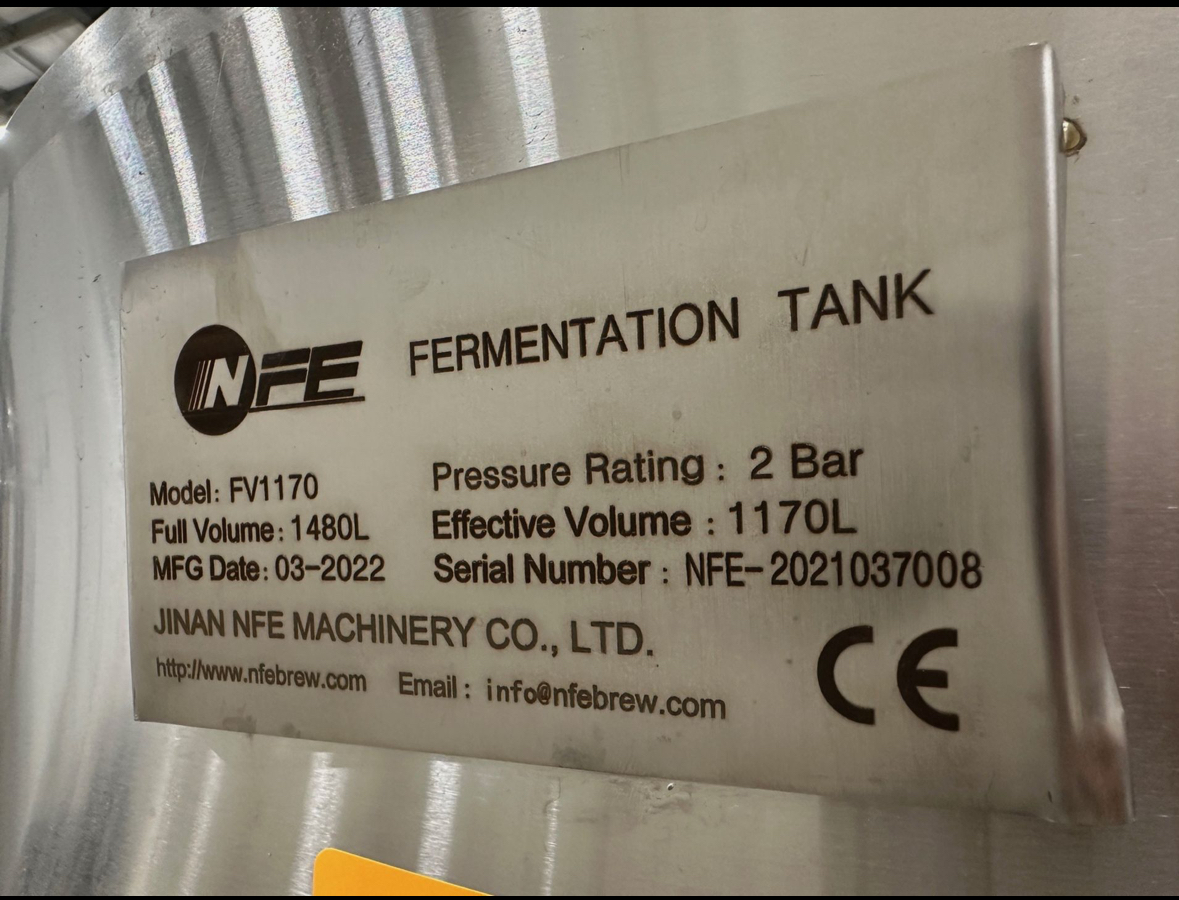 NFE FERMENTATION TANK
Model: FV1170 Pressure Rating : 2 Bar
Full Volume: 1480L Effective Volume : 1170L
MFG Date: 03-2022 Serial Number : NFE-2021037008
JINAN NFE MACHINERY CO., LTD.
http://www.nfebrew.com Email : info@nfebrew.com
CE